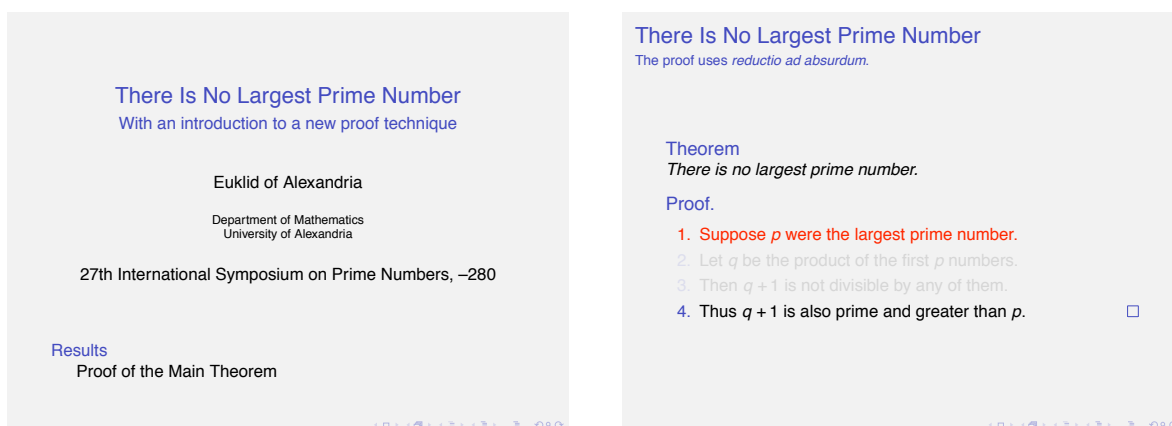 There Is No Largest Prime Number
With an introduction to a new proof technique
Euklid of Alexandria
Department of Mathematics
University of Alexandria
27th International Symposium on Prime Numbers, –280
Results
Proof of the Main Theorem
There Is No Largest Prime Number
The proof uses reductio ad absurdum.
Theorem
There is no largest prime number.
Proof.
1. Suppose p were the largest prime number.
2. Let q be the product of the first p numbers.
3. Then q + 1 is not divisible by any of them.
4. Thus q + 1 is also prime and greater than p.